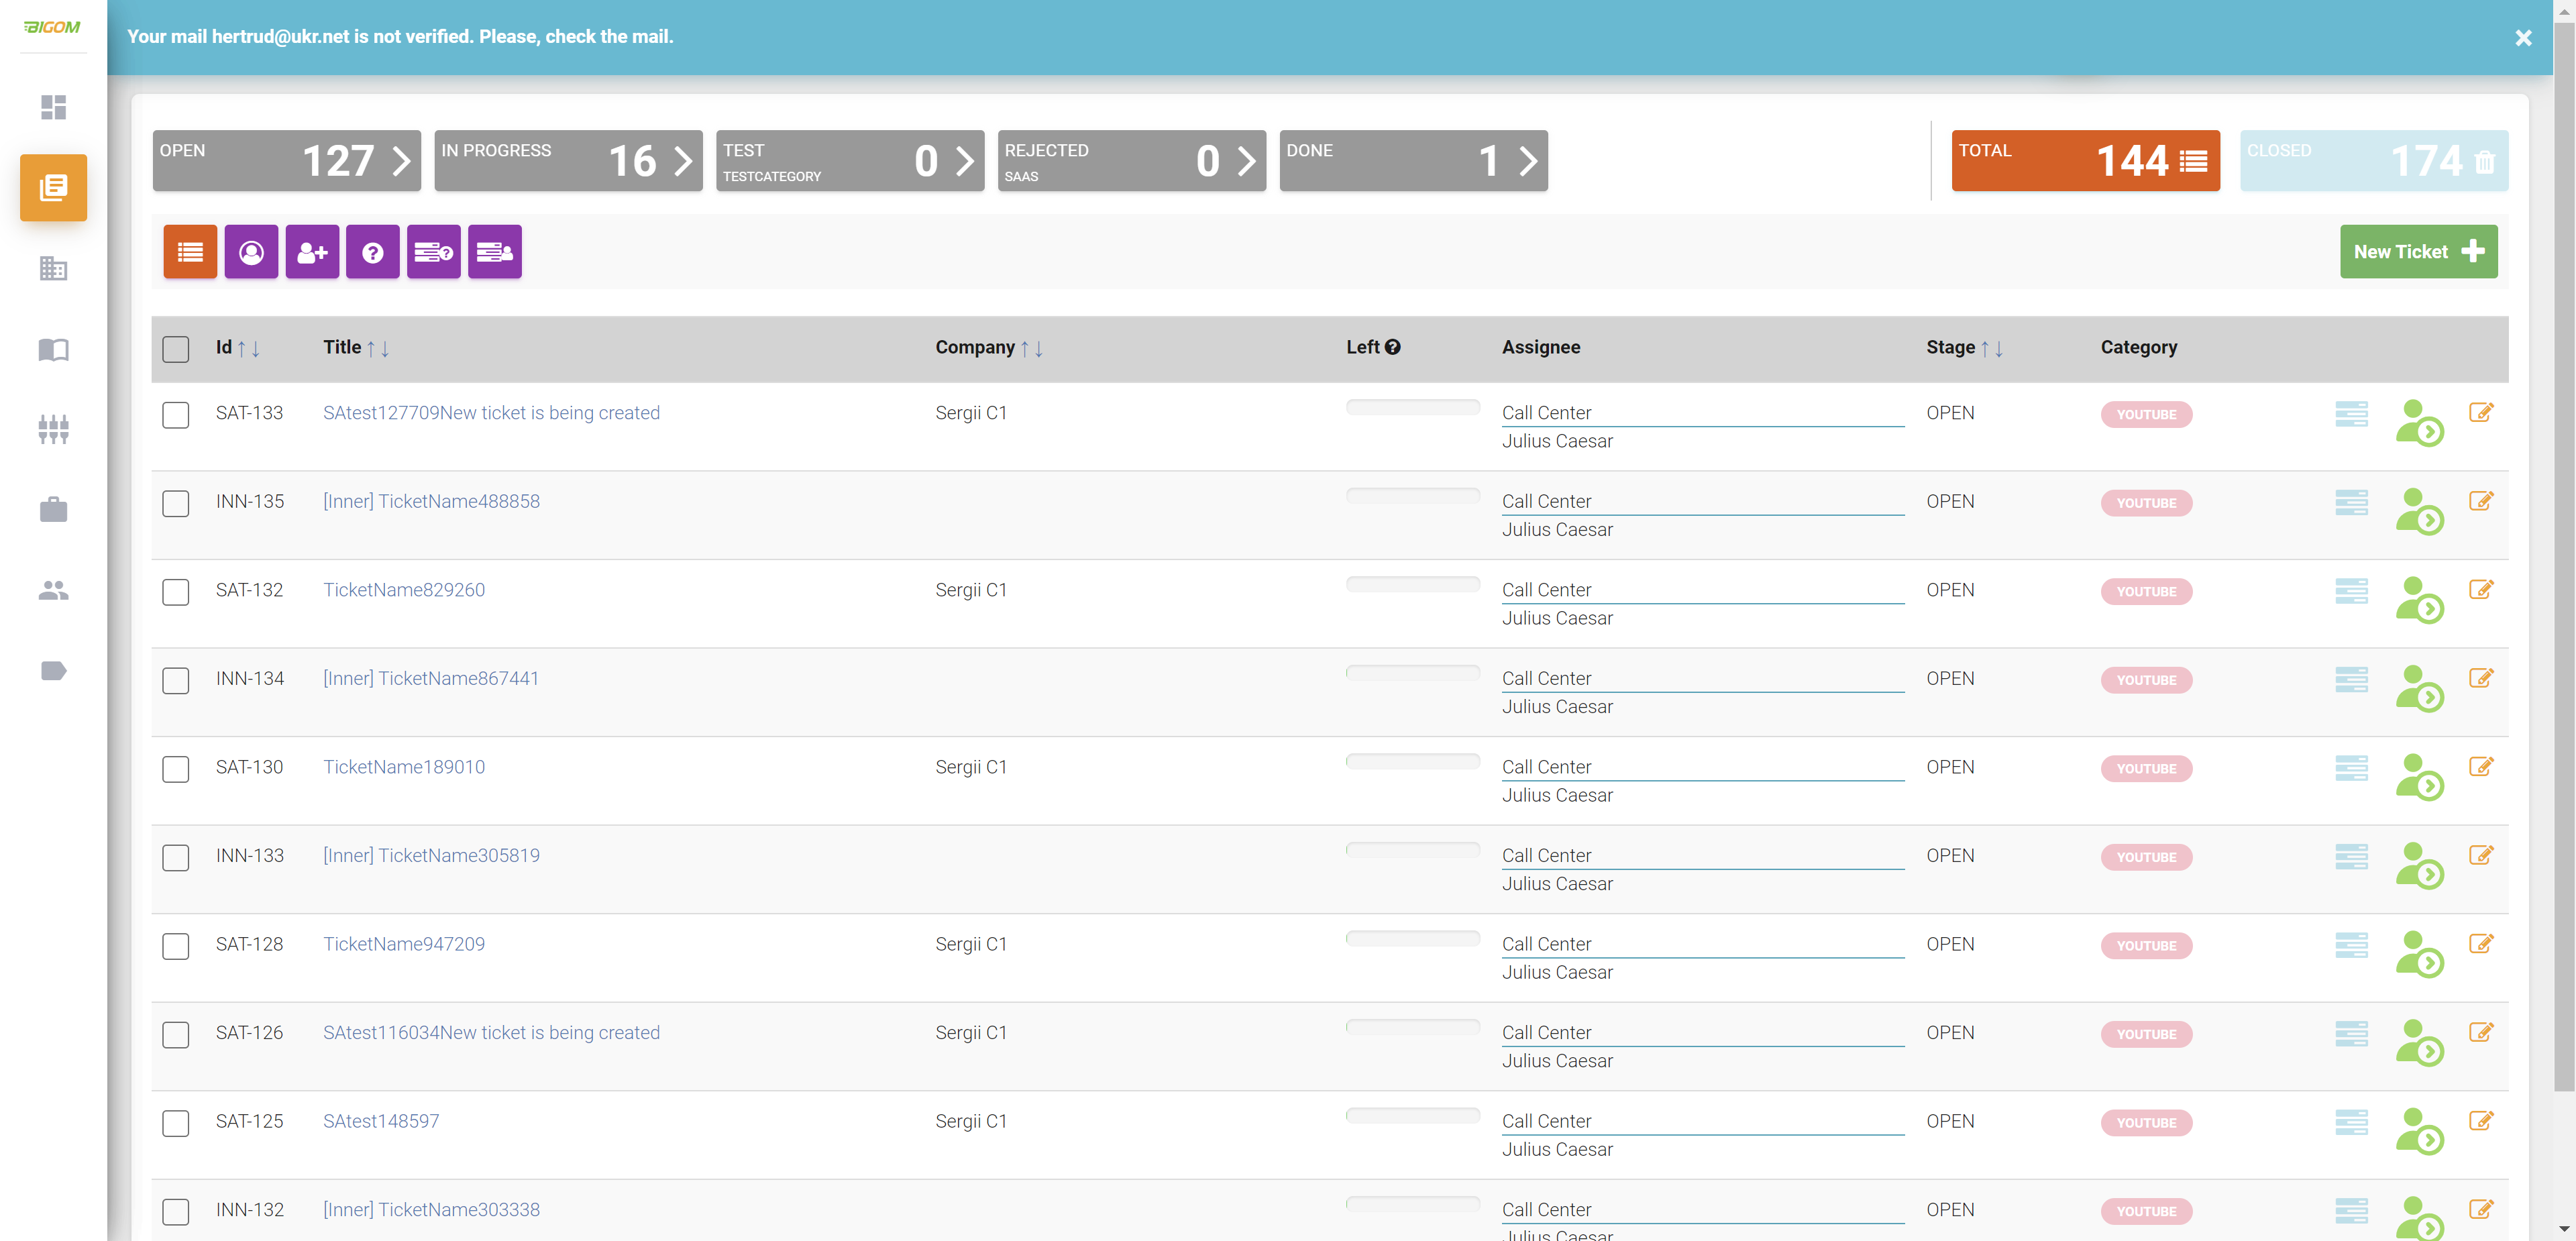 BIGOM
Your mail hertrud@ukr.net is not verified. Please, check the mail.
OPEN 127
IN PROGRESS 16
TEST 0
TESTCATEGORY
REJECTED 0
SAAS
DONE 1
TOTAL 144
CLOSED 174
New Ticket
Id Title Company Left Assignee Stage Category
SAT-133 SAtest127709New ticket is being created Sergii C1 Call Center OPEN YOUTUBE
Julius Caesar
INN-135 [Inner] TicketName488858 Call Center OPEN YOUTUBE
Julius Caesar
SAT-132 TicketName829260 Sergii C1 Call Center OPEN YOUTUBE
Julius Caesar
INN-134 [Inner] TicketName867441 Call Center OPEN YOUTUBE
Julius Caesar
SAT-130 TicketName189010 Sergii C1 Call Center OPEN YOUTUBE
Julius Caesar
INN-133 [Inner] TicketName305819 Call Center OPEN YOUTUBE
Julius Caesar
SAT-128 TicketName947209 Sergii C1 Call Center OPEN YOUTUBE
Julius Caesar
SAT-126 SAtest116034New ticket is being created Sergii C1 Call Center OPEN YOUTUBE
Julius Caesar
SAT-125 SAtest148597 Sergii C1 Call Center OPEN YOUTUBE
Julius Caesar
INN-132 [Inner] TicketName303338 Call Center OPEN YOUTUBE
Julius Caesar